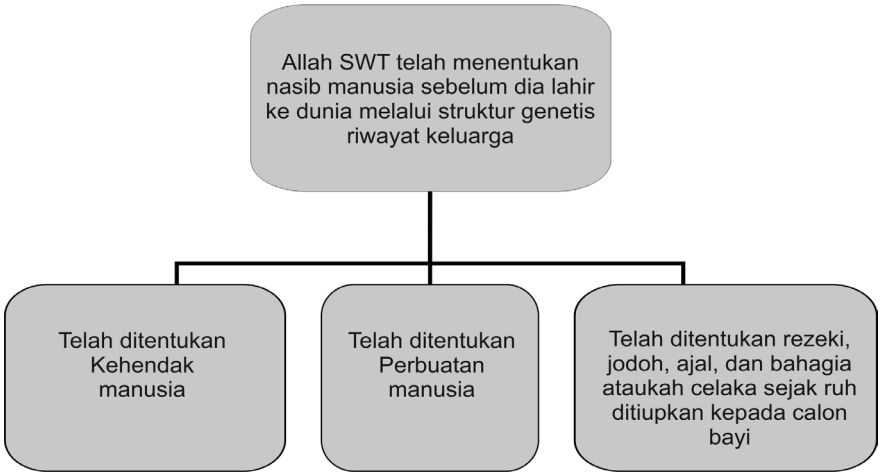 Allah SWT telah menentukan
nasib manusia sebelum dia lahir
ke dunia melalui struktur genetis
riwayat keluarga
Telah ditentukan
Kehendak
manusia
Telah ditentukan
Perbuatan
manusia
Telah ditentukan rezeki,
jodoh, ajal, dan bahagia
ataukah celaka sejak ruh
ditiupkan kepada calon
bayi